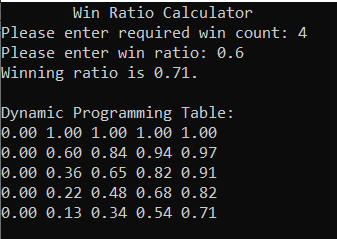 Win Ratio Calculator
Please enter required win count: 4
Please enter win ratio: 0.6
Winning ratio is 0.71.
Dynamic Programming Table:
0.00 1.00 1.00 1.00 1.00
0.00 0.60 0.84 0.94 0.97
0.00 0.36 0.65 0.82 0.91
0.00 0.22 0.48 0.68 0.82
0.00 0.13 0.34 0.54 0.71